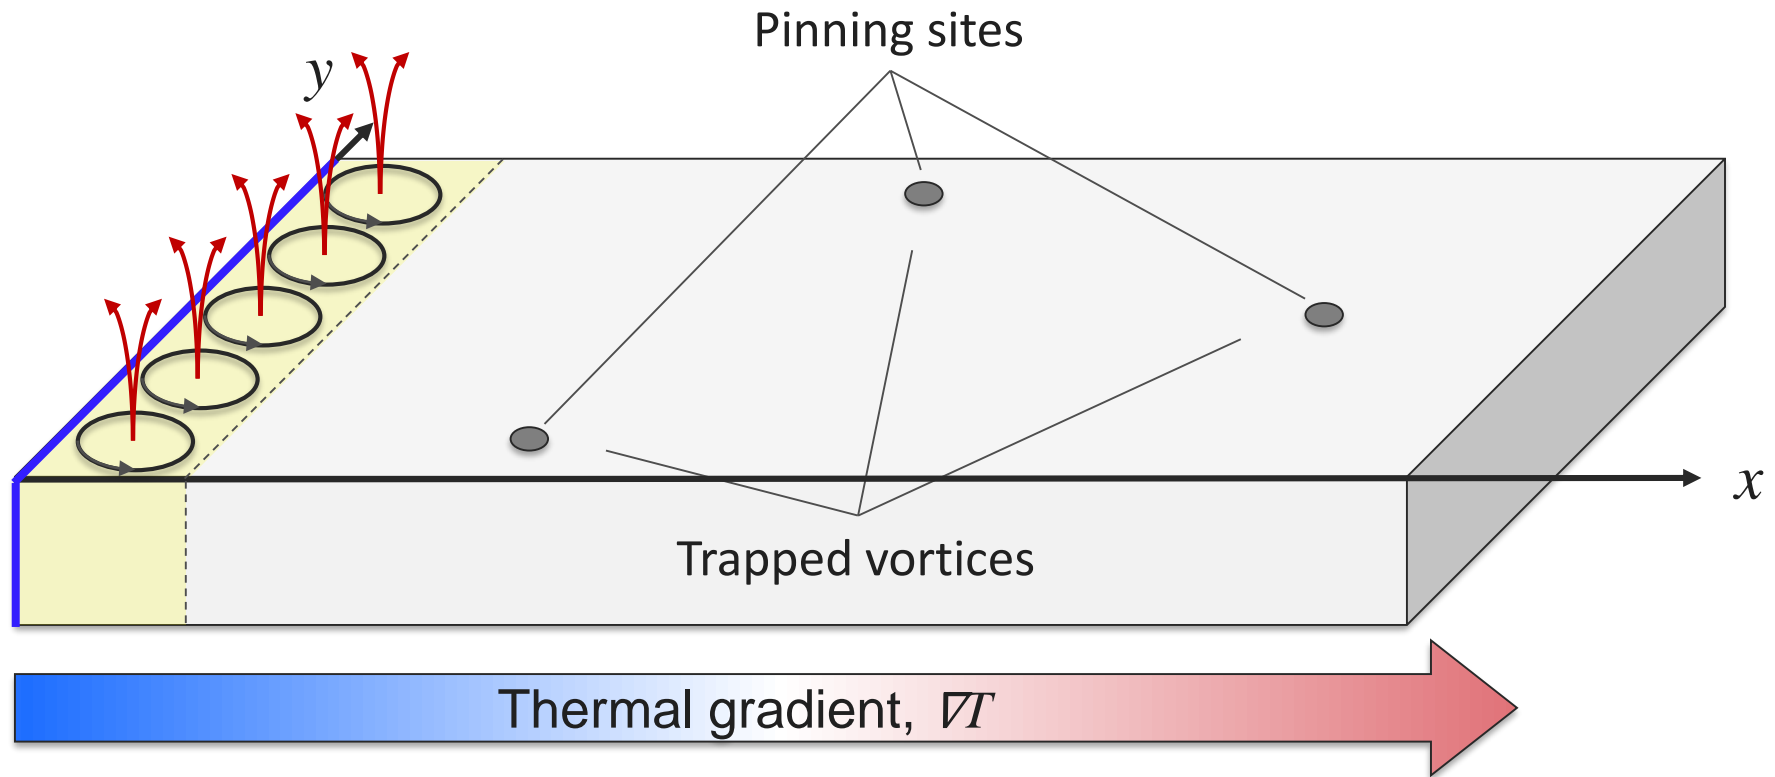 Pinning sites
y
x
Trapped vortices
Thermal gradient, ∇T